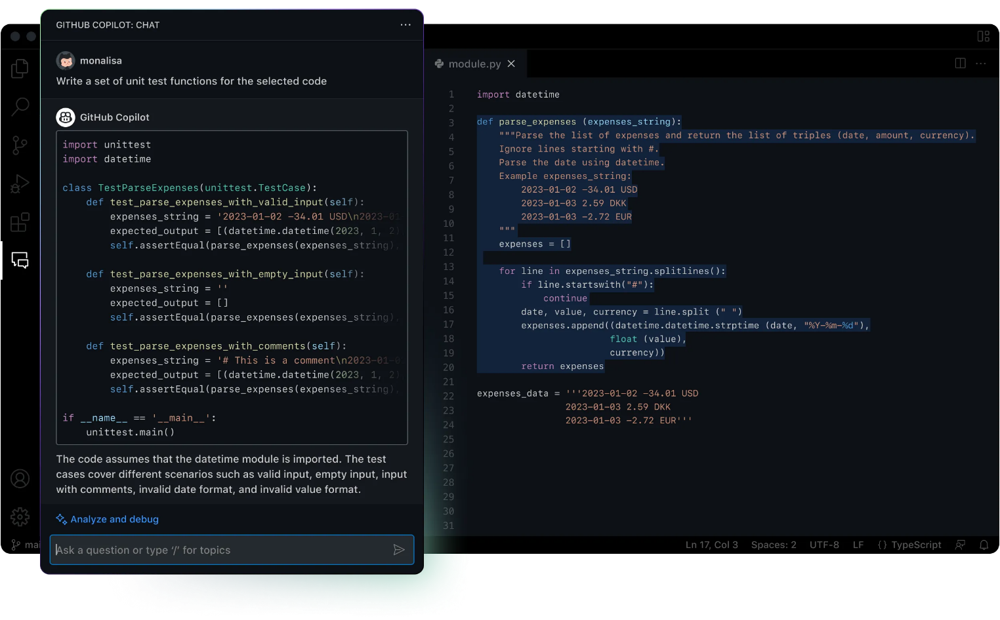 GITHUB COPILOT: CHAT
monalisa
Write a set of unit test functions for the selected code
GitHub Copilot
import unittest
import datetime
class TestParseExpenses(unittest.TestCase):
def test_parse_expenses_with_valid_input(self):
expenses_string = '2023-01-02 -34.01 USD\n2023-01
expected_output = [(datetime.datetime(2023, 1, 2)
self.assertEqual(parse_expenses(expenses_string),
def test_parse_expenses_with_empty_input(self):
expenses_string = ''
expected_output = []
self.assertEqual(parse_expenses(expenses_string),
def test_parse_expenses_with_comments(self):
expenses_string = '# This is a comment\n2023-01-0
expected_output = [(datetime.datetime(2023, 1, 2)
self.assertEqual(parse_expenses(expenses_string),
if __name__ == '__main__':
unittest.main()
The code assumes that the datetime module is imported. The test
cases cover different scenarios such as valid input, empty input, input
with comments, invalid date format, and invalid value format.
Analyze and debug
Ask a question or type '/' for topics
mai
module.py
1 import datetime
2
3 def parse_expenses (expenses_string):
4 """Parse the list of expenses and return the list of triples (date, amount, currency).
5 Ignore lines starting with #.
6 Parse the date using datetime.
7 Example expenses_string:
8 2023-01-02 -34.01 USD
9 2023-01-03 2.59 DKK
10 2023-01-03 -2.72 EUR
11 """
12 expenses = []
13
14 for line in expenses_string.splitlines():
15 if line.startswith("#"):
16 continue
17 date, value, currency = line.split (" ")
18 expenses.append((datetime.datetime.strptime (date, "%Y-%m-%d"),
19 float (value),
20 currency))
21 return expenses
22
23 expenses_data = '''2023-01-02 -34.01 USD
24 2023-01-03 2.59 DKK
25 2023-01-03 -2.72 EUR'''
26
27
28
29
30
31
Ln 17, Col 3 Spaces: 2 UTF-8 LF {} TypeScript